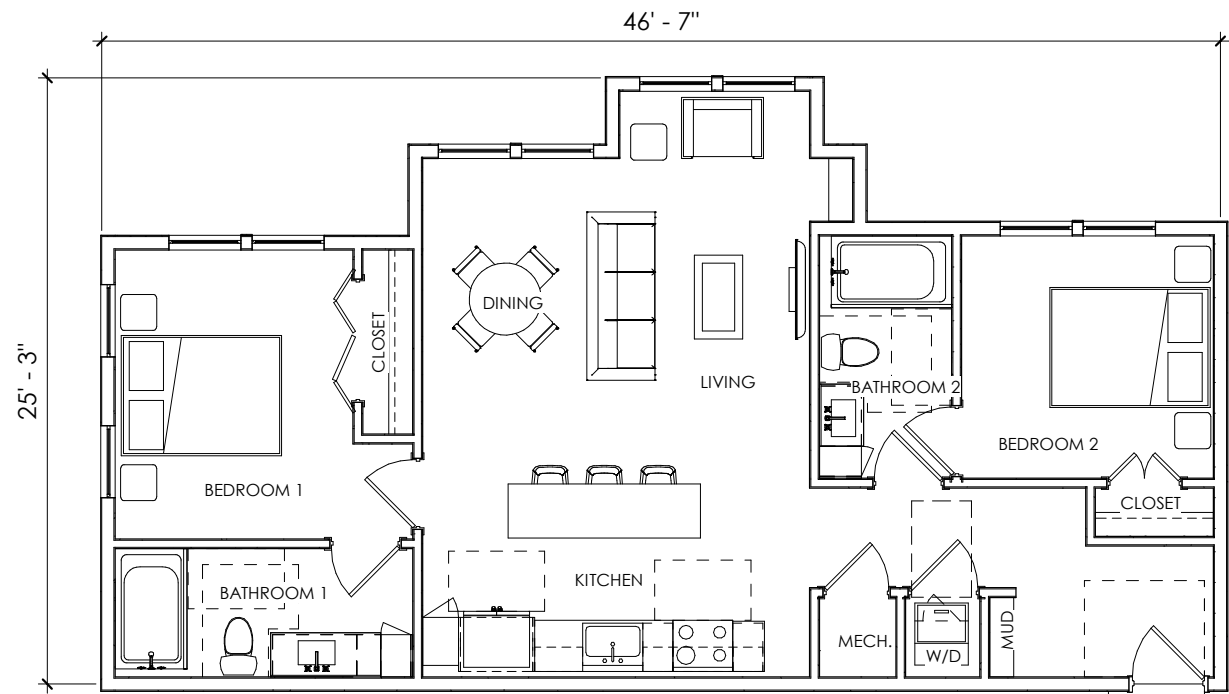 46' - 7"
25' - 3"
DINING
CLOSET
LIVING
BATHROOM 2
BEDROOM 2
BEDROOM 1
CLOSET
KITCHEN
BATHROOM 1
MECH.
W/D
MUD